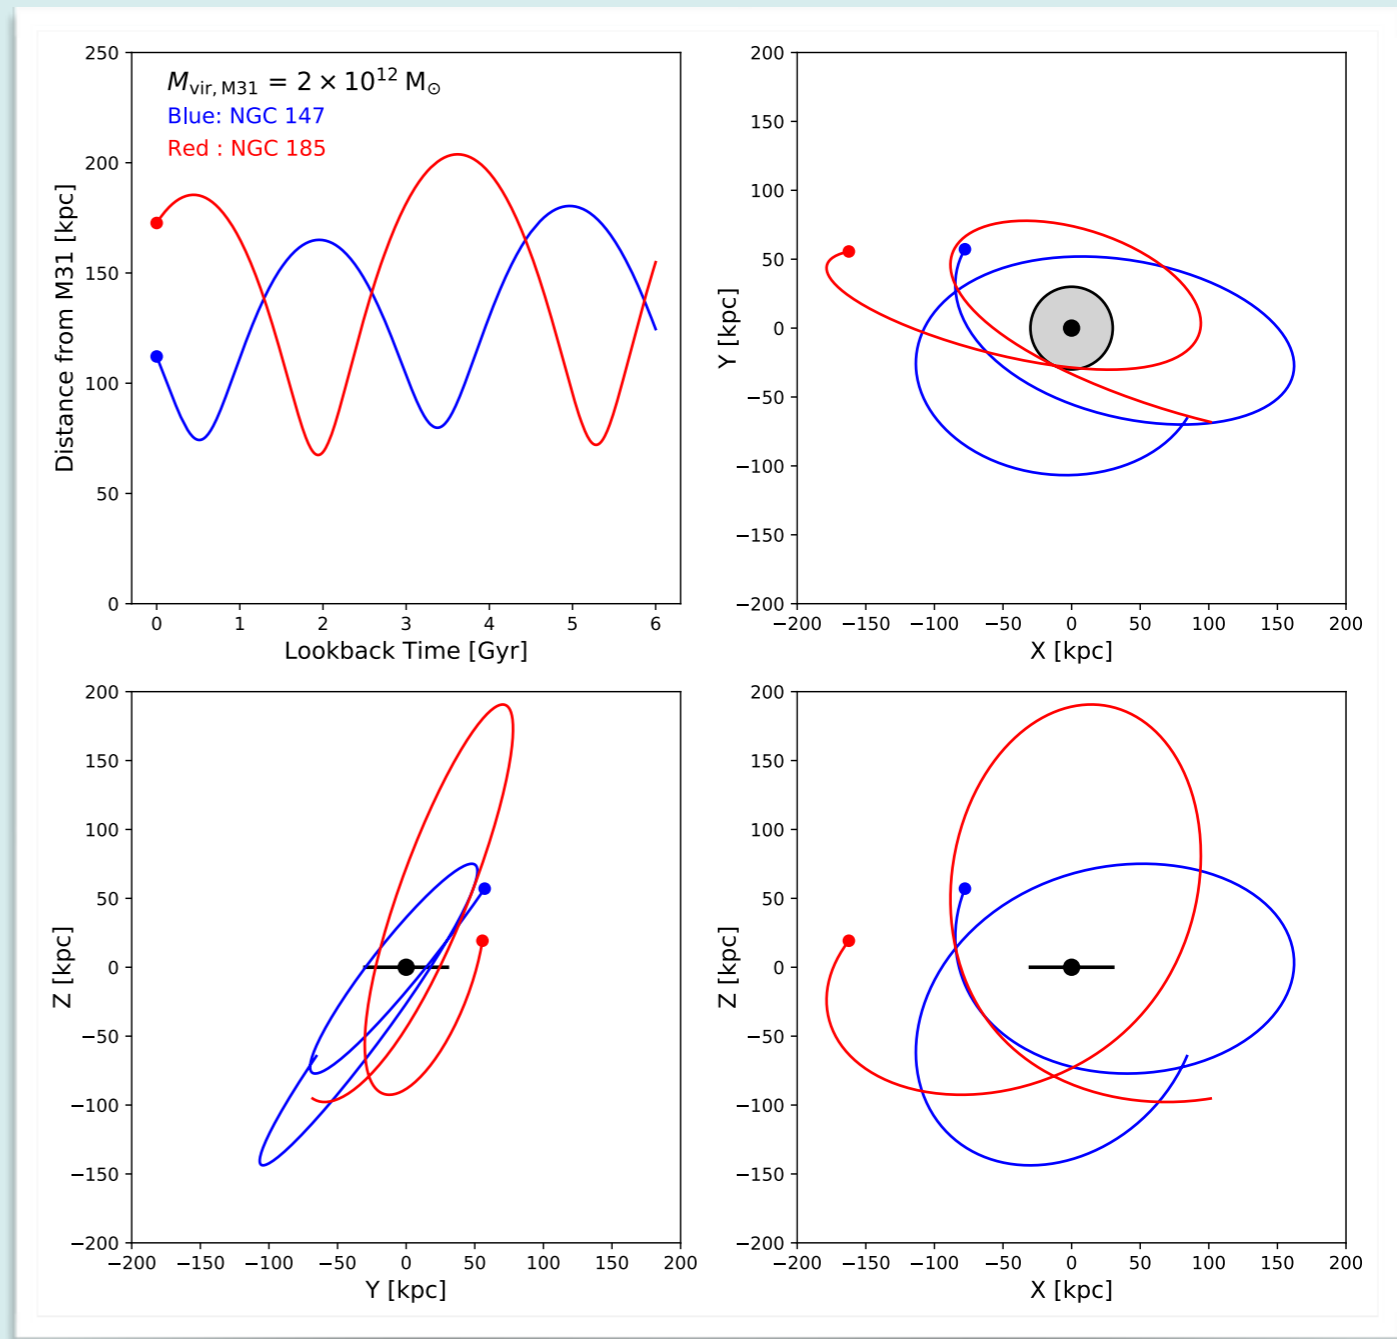 M_vir, M31 = 2 × 10^12 M_⊙
Blue: NGC 147
Red : NGC 185
250
200
150
100
50
0
Distance from M31 [kpc]
0 1 2 3 4 5 6
Lookback Time [Gyr]
200
150
100
50
0
−50
−100
−150
−200
Y [kpc]
−200 −150 −100 −50 0 50 100 150 200
X [kpc]
200
150
100
50
0
−50
−100
−150
−200
Z [kpc]
−200 −150 −100 −50 0 50 100 150 200
Y [kpc]
200
150
100
50
0
−50
−100
−150
−200
Z [kpc]
−200 −150 −100 −50 0 50 100 150 200
X [kpc]